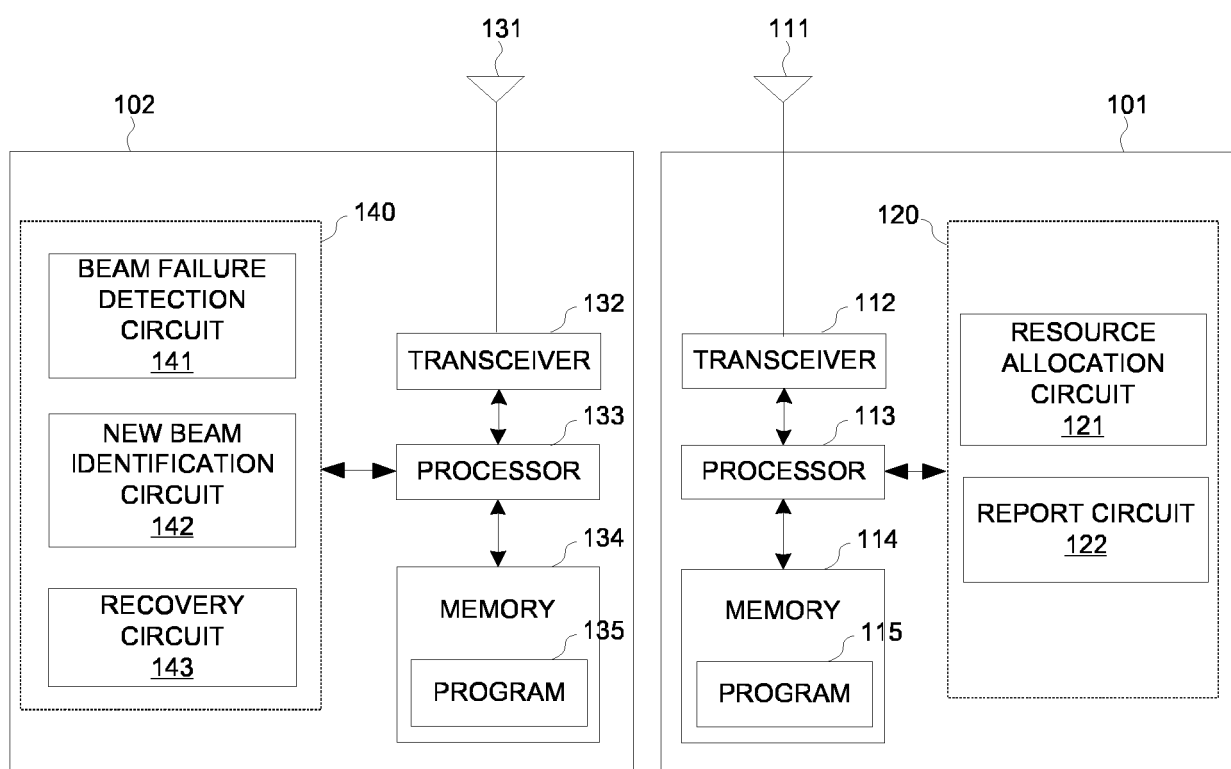 131
111
102
101
140
120
BEAM FAILURE
DETECTION
CIRCUIT
141
NEW BEAM
IDENTIFICATION
CIRCUIT
142
RECOVERY
CIRCUIT
143
132
TRANSCEIVER
133
PROCESSOR
134
MEMORY
135
PROGRAM
112
TRANSCEIVER
113
PROCESSOR
114
MEMORY
115
PROGRAM
RESOURCE
ALLOCATION
CIRCUIT
121
REPORT CIRCUIT
122